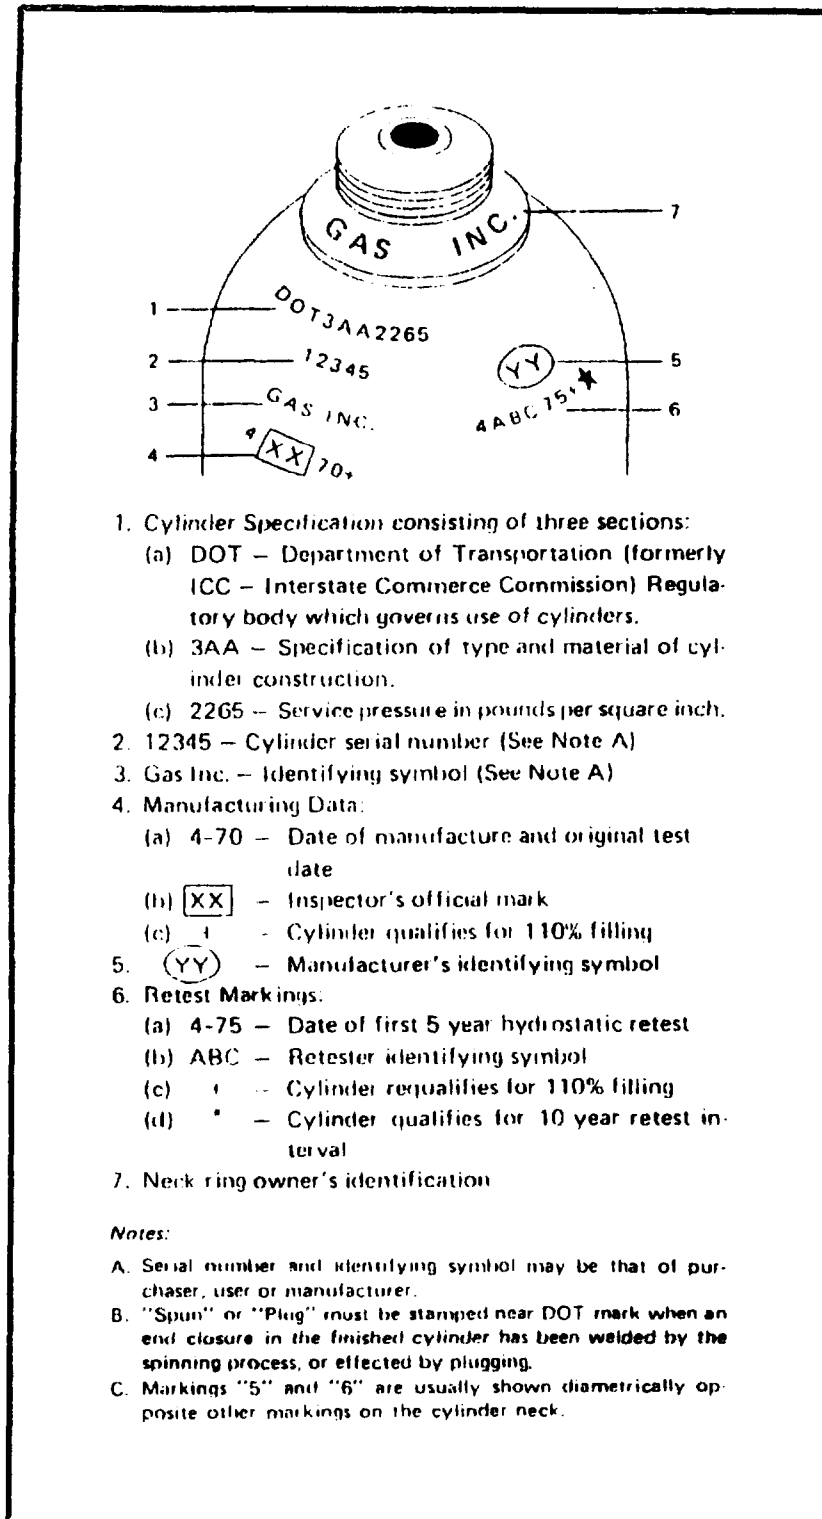 GAS INC.
7
1
DOT3AA2265
2
12345
YY
5
3
GAS INC.
4ABC75+★
6
4
4 XX 70+
1. Cylinder Specification consisting of three sections:
(a) DOT – Department of Transportation (formerly
ICC – Interstate Commerce Commission) Regula-
tory body which governs use of cylinders.
(b) 3AA – Specification of type and material of cyl-
inder construction.
(c) 2265 – Service pressure in pounds per square inch.
2. 12345 – Cylinder serial number (See Note A)
3. Gas Inc. – Identifying symbol (See Note A)
4. Manufacturing Data:
(a) 4-70 – Date of manufacture and original test
date
(b) XX – Inspector's official mark
(c) + - Cylinder qualifies for 110% filling
5. YY – Manufacturer's identifying symbol
6. Retest Markings:
(a) 4-75 – Date of first 5 year hydrostatic retest
(b) ABC – Retester identifying symbol
(c) + – Cylinder requalifies for 110% filling
(d) * – Cylinder qualifies for 10 year retest in-
terval
7. Neck ring owner's identification
Notes:
A. Serial number and identifying symbol may be that of pur-
chaser, user or manufacturer.
B. "Spun" or "Plug" must be stamped near DOT mark when an
end closure in the finished cylinder has been welded by the
spinning process, or effected by plugging.
C. Markings "5" and "6" are usually shown diametrically op-
posite other markings on the cylinder neck.